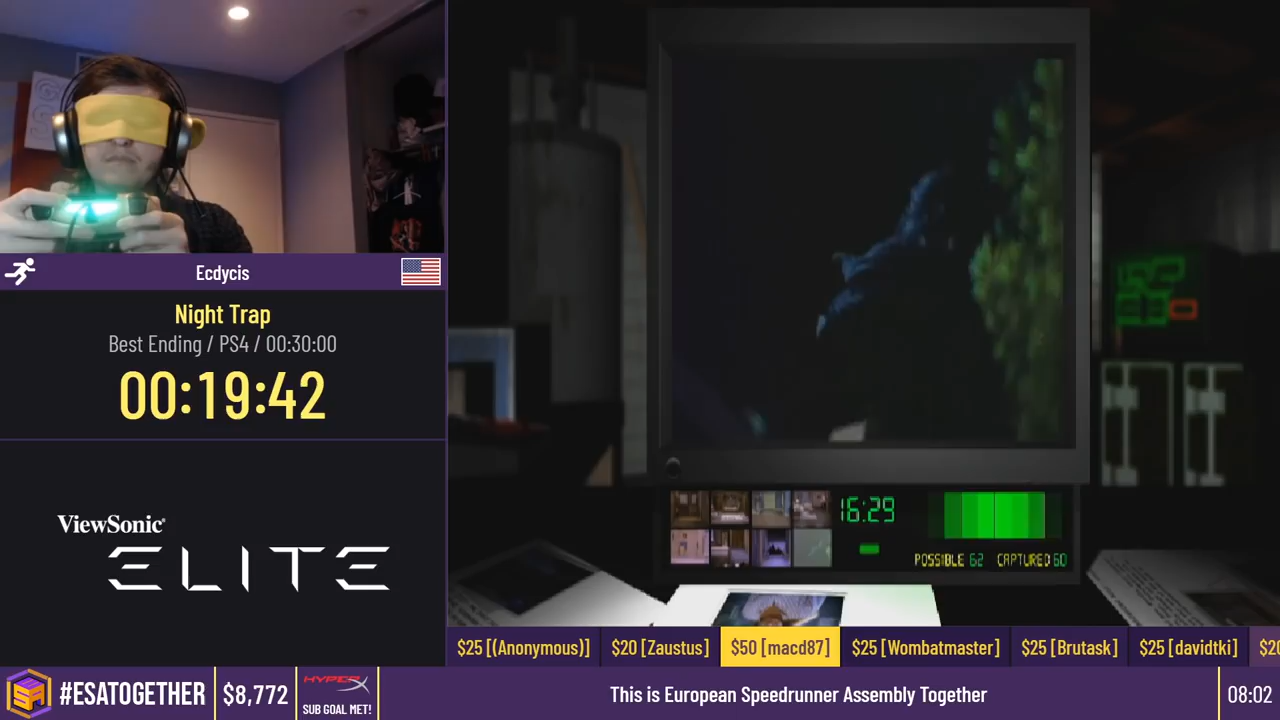 Ecdycis
Night Trap
Best Ending / PS4 / 00:30:00
00:19:42
ViewSonic®
ELITE
16:29
POSSIBLE 62 CAPTURED 60
$25 [(Anonymous)] $20 [Zaustus] $50 [macd87] $25 [Wombatmaster] $25 [Brutask] $25 [davidtki] $20
#ESATOGETHER $8,772
HYPERX
SUB GOAL MET!
This is European Speedrunner Assembly Together
08:02